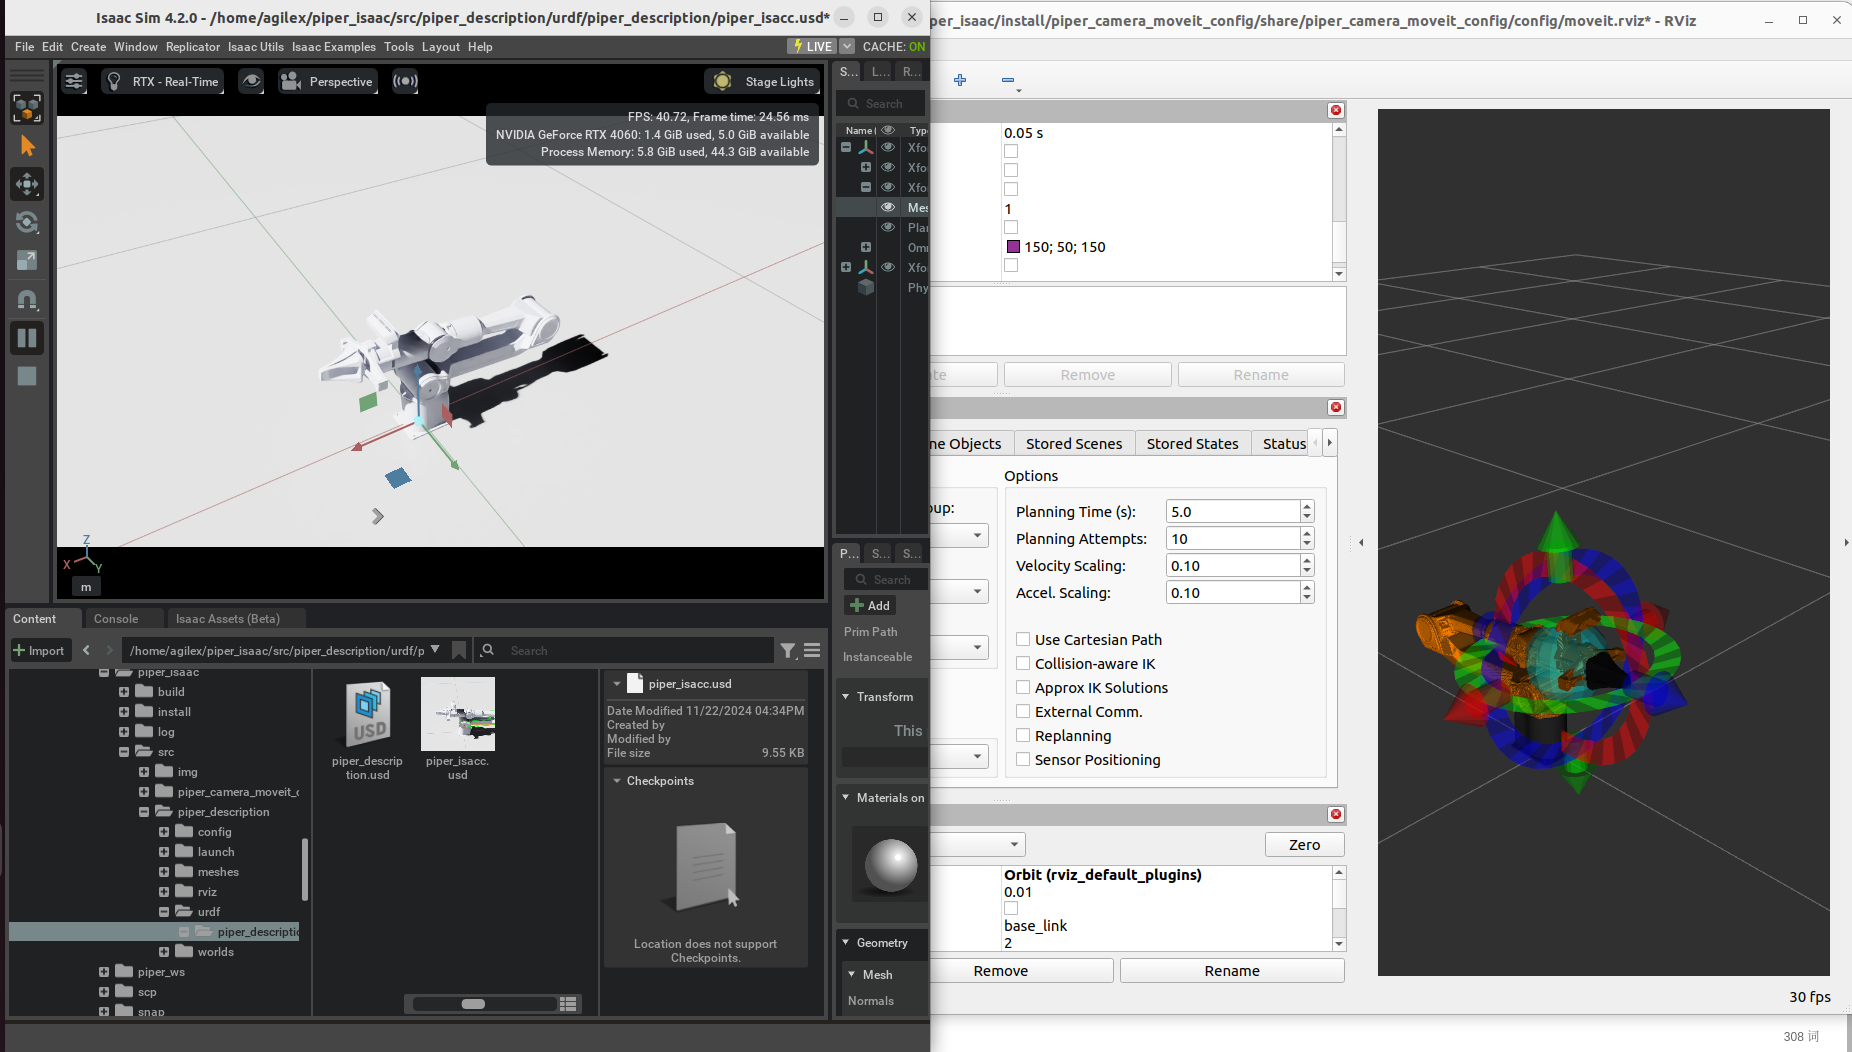 Isaac Sim 4.2.0 - /home/agilex/piper_isaac/src/piper_description/urdf/piper_description/piper_isacc.usd*
File Edit Create Window Replicator Isaac Utils Isaac Examples Tools Layout Help
LIVE
CACHE: ON
RTX - Real-Time
Perspective
Stage Lights
FPS: 40.72, Frame time: 24.56 ms
NVIDIA GeForce RTX 4060: 1.4 GiB used, 5.0 GiB available
Process Memory: 5.8 GiB used, 44.3 GiB available
Z
X
Y
m
S... L... R...
Search
Name ( Typ
Xfo
Xfo
Xfo
Mes
Pla
Omn
Xfo
Phy
P... S... S...
Search
Add
Prim Path
Instanceable
Transform
This
Materials on
Geometry
Mesh
Normals
Content Console Isaac Assets (Beta)
Import
/home/agilex/piper_isaac/src/piper_description/urdf/p
Search
piper_isaac
build
install
log
src
img
piper_camera_moveit_c
piper_description
config
launch
meshes
rviz
urdf
piper_descriptio
worlds
piper_ws
scp
snap
USD
piper_descrip
tion.usd
piper_isacc.
usd
piper_isacc.usd
Date Modified 11/22/2024 04:34PM
Created by
Modified by
File size 9.55 KB
Checkpoints
Location does not support
Checkpoints.
per_isaac/install/piper_camera_moveit_config/share/piper_camera_moveit_config/config/moveit.rviz* - RViz
0.05 s
1
150; 50; 150
te Remove Rename
ne Objects Stored Scenes Stored States Status
oup:
Options
Planning Time (s): 5.0
Planning Attempts: 10
Velocity Scaling: 0.10
Accel. Scaling: 0.10
Use Cartesian Path
Collision-aware IK
Approx IK Solutions
External Comm.
Replanning
Sensor Positioning
Zero
Orbit (rviz_default_plugins)
0.01
base_link
2
Remove Rename
30 fps
308 词